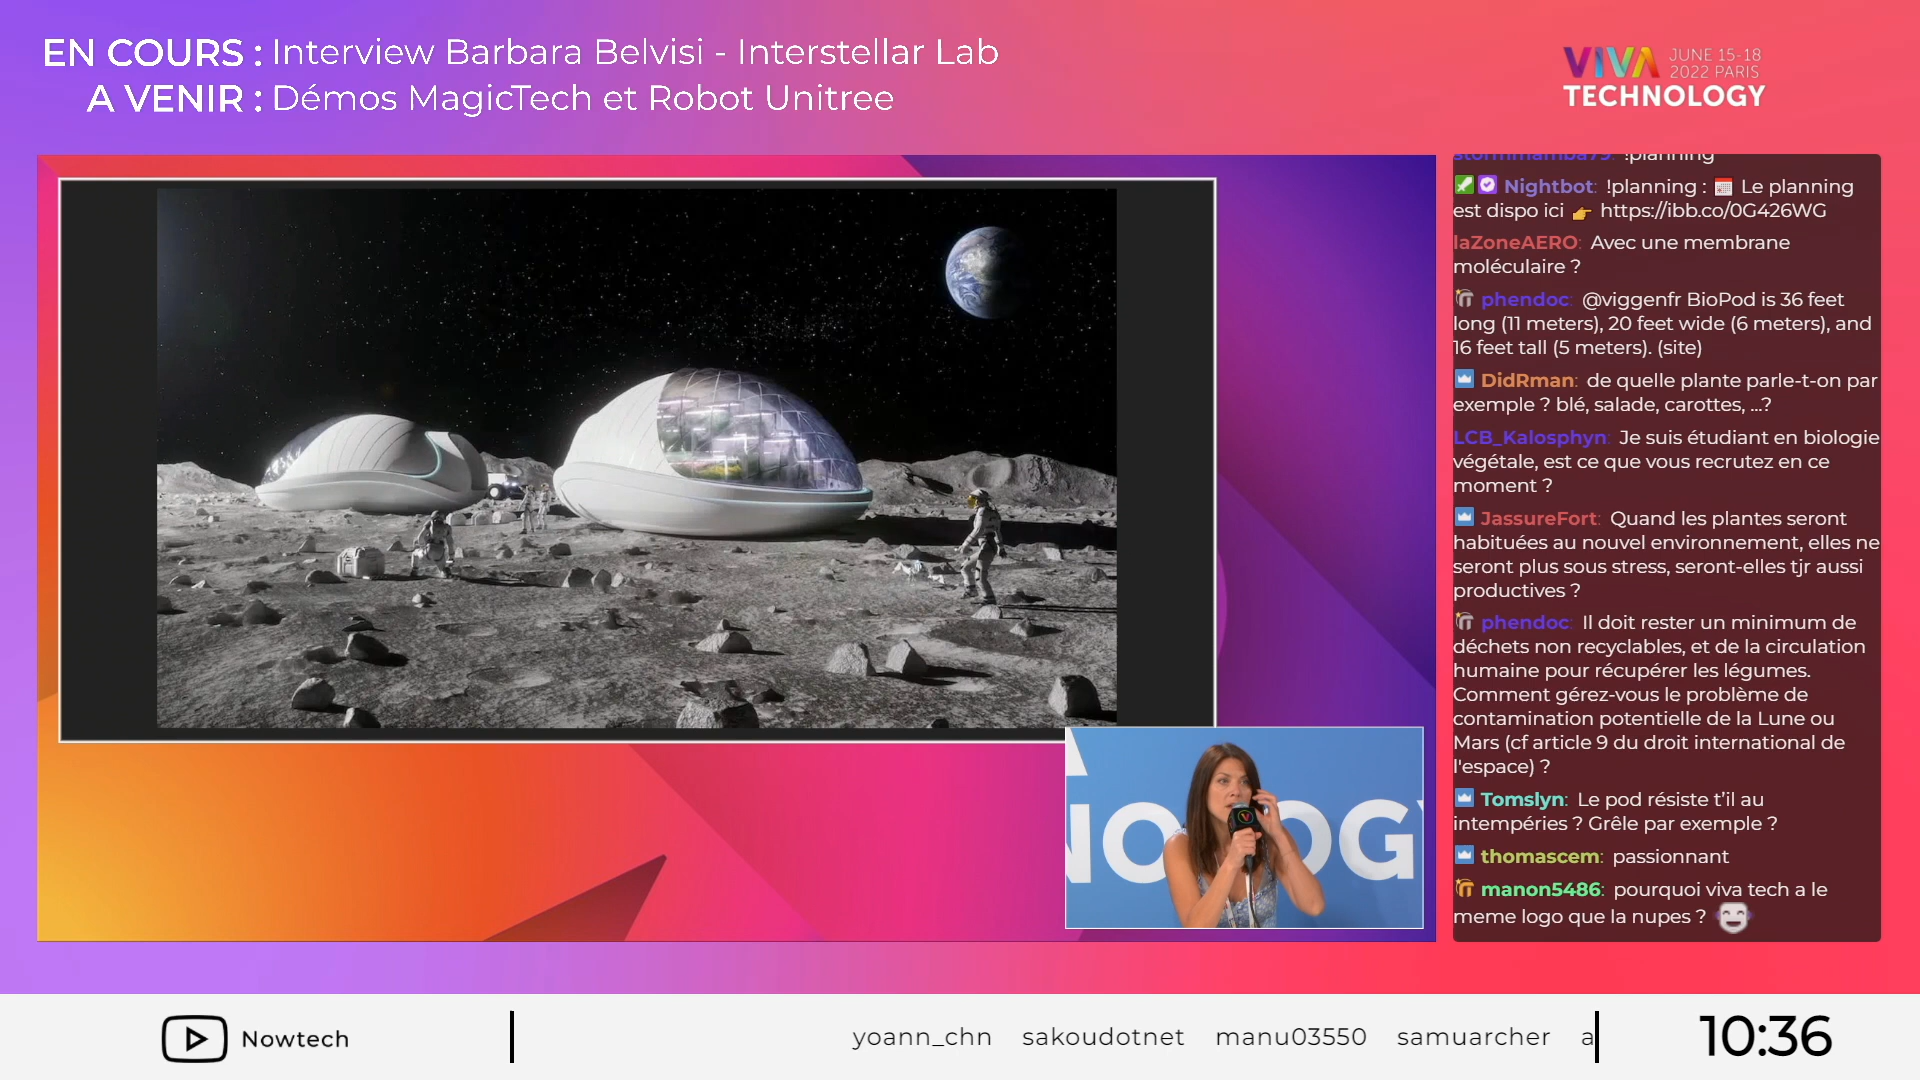 EN COURS : Interview Barbara Belvisi - Interstellar Lab
A VENIR : Démos MagicTech et Robot Unitree
VIVA JUNE 15-18
2022 PARIS
TECHNOLOGY
stormmamba79: !planning
Nightbot: !planning : Le planning
est dispo ici https://ibb.co/0G426WG
laZoneAERO: Avec une membrane
moléculaire ?
phendoc: @viggenfr BioPod is 36 feet
long (11 meters), 20 feet wide (6 meters), and
16 feet tall (5 meters). (site)
DidRman: de quelle plante parle-t-on par
exemple ? blé, salade, carottes, ...?
LCB_Kalosphyn: Je suis étudiant en biologie
végétale, est ce que vous recrutez en ce
moment ?
JassureFort: Quand les plantes seront
habituées au nouvel environnement, elles ne
seront plus sous stress, seront-elles tjr aussi
productives ?
phendoc: Il doit rester un minimum de
déchets non recyclables, et de la circulation
humaine pour récupérer les légumes.
Comment gérez-vous le problème de
contamination potentielle de la Lune ou
Mars (cf article 9 du droit international de
l'espace) ?
Tomslyn: Le pod résiste t'il au
intempéries ? Grêle par exemple ?
thomascem: passionnant
manon5486: pourquoi viva tech a le
meme logo que la nupes ?
A
NOLOGY
Nowtech
yoann_chn sakoudotnet manu03550 samuarcher a
10:36